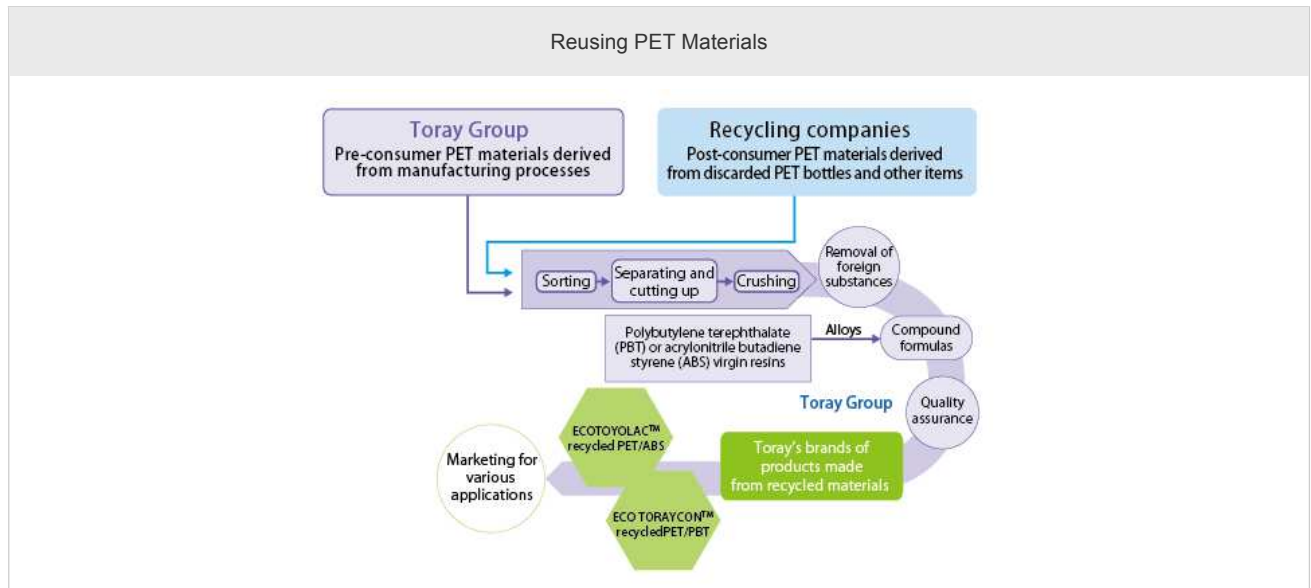 Reusing PET Materials
Toray Group
Pre-consumer PET materials derived
from manufacturing processes
Recycling companies
Post-consumer PET materials derived
from discarded PET bottles and other items
Sorting
Separating and
cutting up
Crushing
Removal of
foreign
substances
Polybutylene terephthalate
(PBT) or acrylonitrile butadiene
styrene (ABS) virgin resins
Alloys
Compound
formulas
Toray Group
Quality
assurance
Toray's brands of
products made
from recycled materials
ECOTOYOLAC™
recycled PET/ABS
ECO TORAYCON™
recycledPET/PBT
Marketing for
various
applications